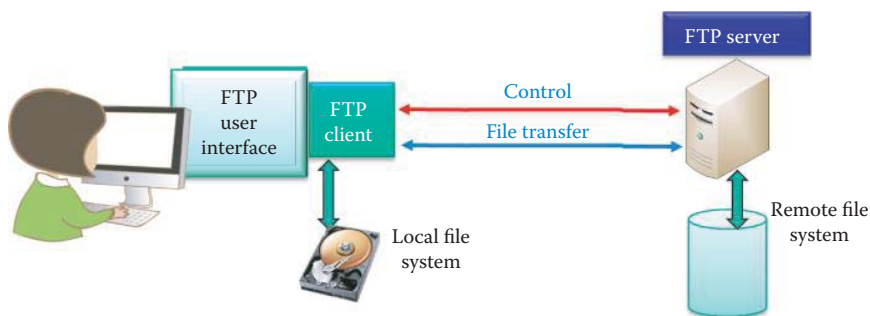 FTP server
FTP
user
interface
FTP
client
Control
File transfer
Local file
system
Remote file
system